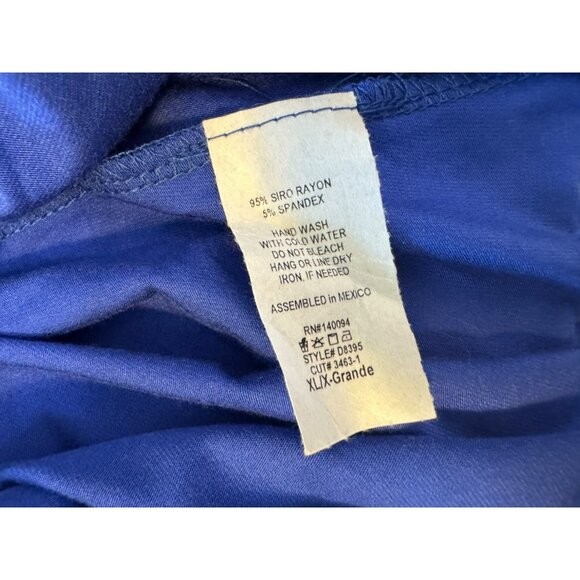 95% SIRO RAYON
5% SPANDEX
HAND WASH
WITH COLD WATER
DO NOT BLEACH
HANG OR LINE DRY
IRON, IF NEEDED
ASSEMBLED in MEXICO
RN#140094
STYLE# D8395
CUT# 3463-1
XL/X-Grande